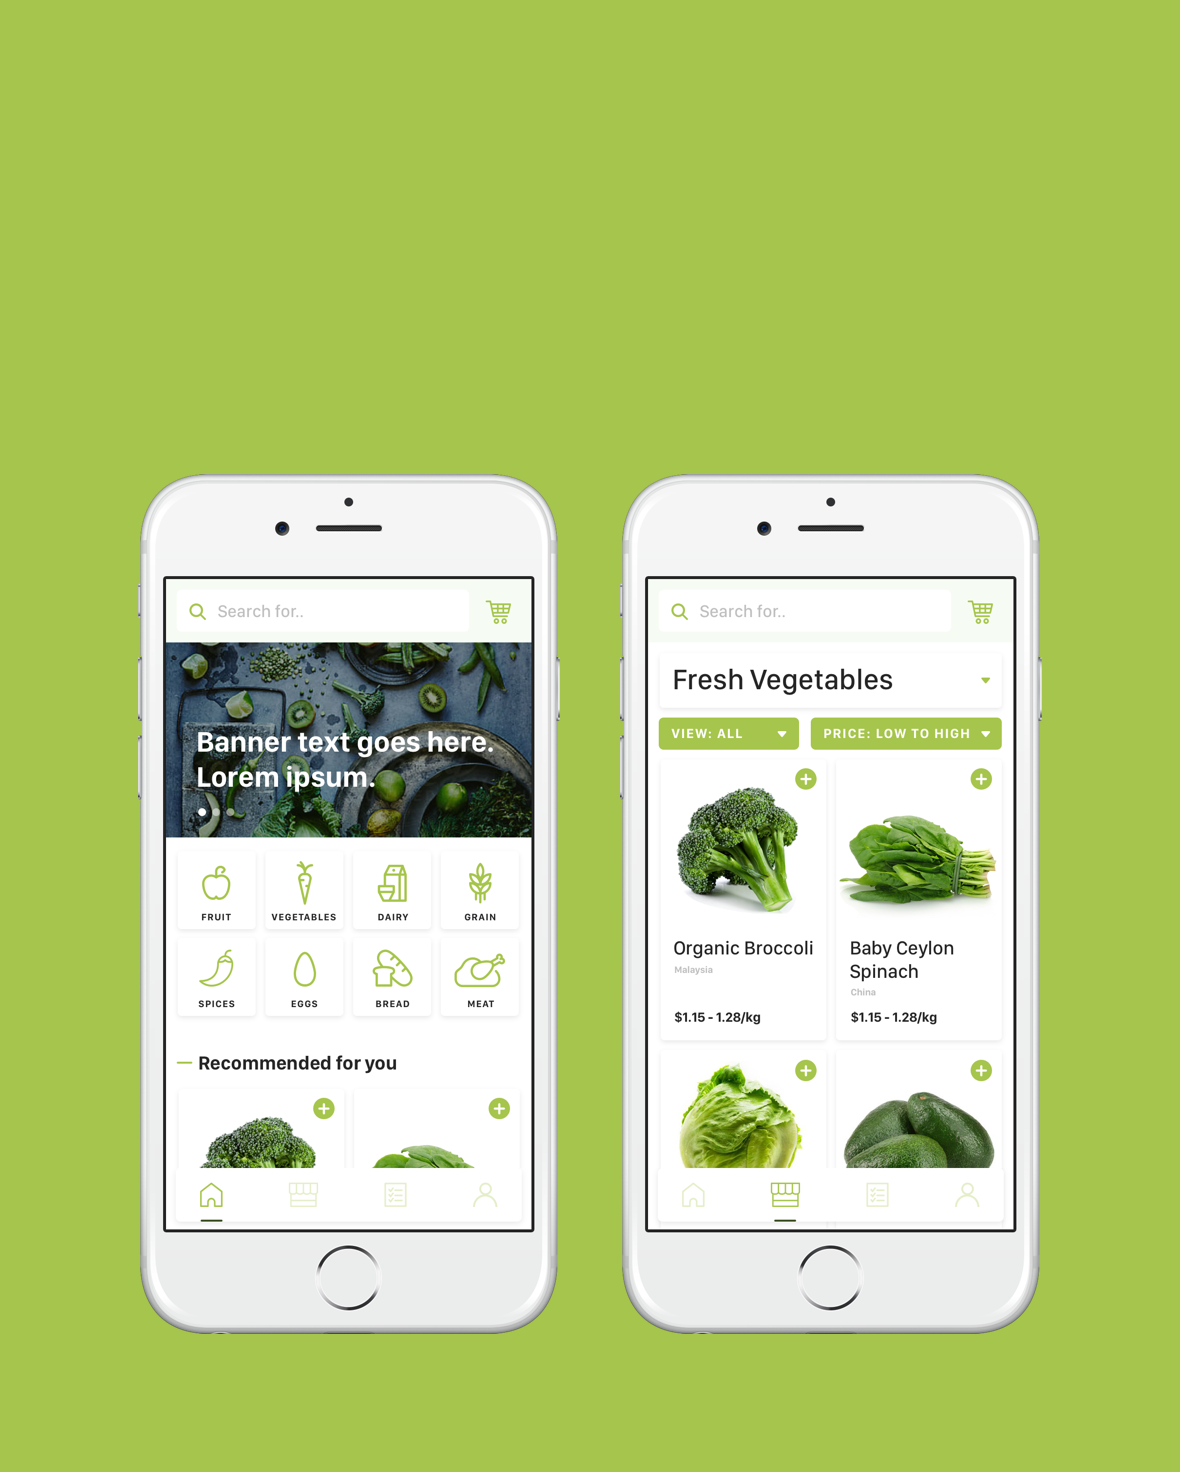 Search for..
Banner text goes here.
Lorem ipsum.
FRUIT
VEGETABLES
DAIRY
GRAIN
SPICES
EGGS
BREAD
MEAT
Recommended for you
Search for..
Fresh Vegetables
VIEW: ALL
PRICE: LOW TO HIGH
Organic Broccoli
Malaysia
$1.15 - 1.28/kg
Baby Ceylon
Spinach
China
$1.15 - 1.28/kg